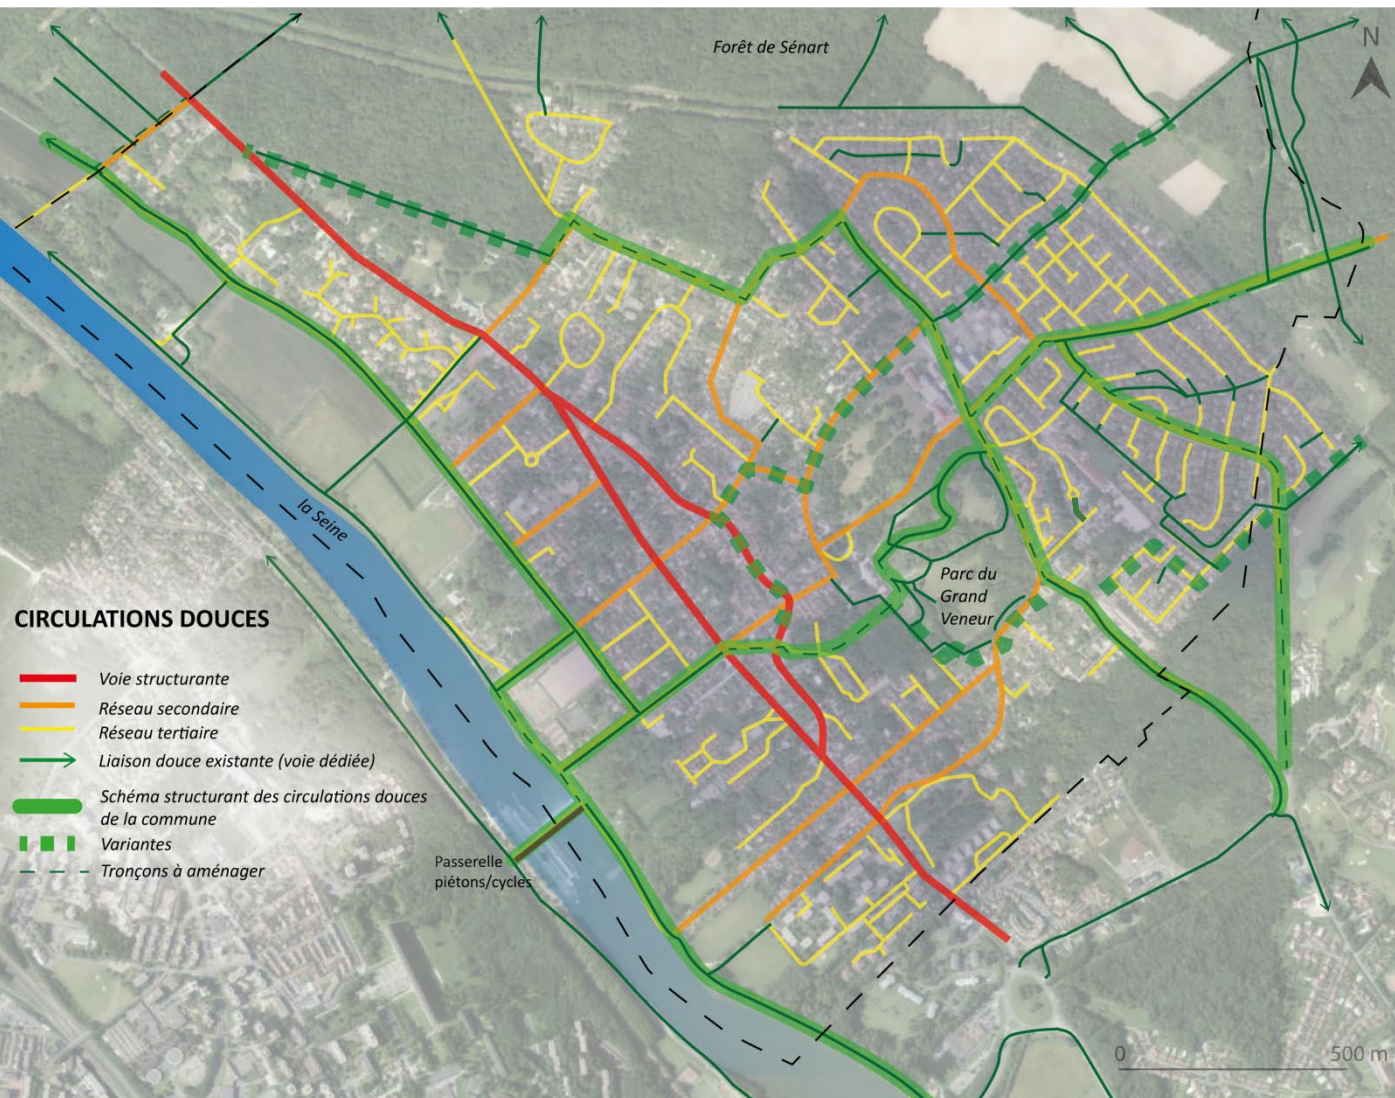 Forêt de Sénart
N
la Seine
Parc du
Grand
Veneur
CIRCULATIONS DOUCES
Voie structurante
Réseau secondaire
Réseau tertiaire
Liaison douce existante (voie dédiée)
Schéma structurant des circulations douces
de la commune
Variantes
Tronçons à aménager
Passerelle
piétons/cycles
0 500 m